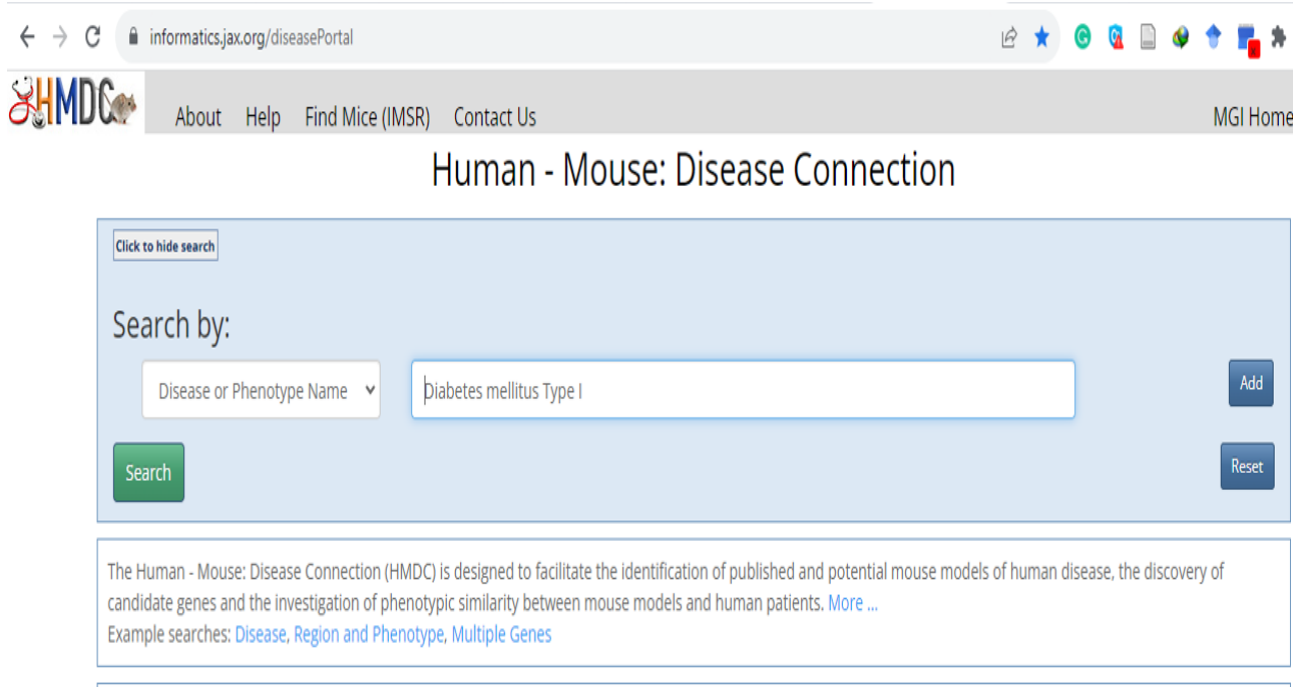 informatics.jax.org/diseasePortal
HMDC About Help Find Mice (IMSR) Contact Us MGI Home
Human - Mouse: Disease Connection
Click to hide search
Search by:
Disease or Phenotype Name Diabetes mellitus Type I Add
Search Reset
The Human - Mouse: Disease Connection (HMDC) is designed to facilitate the identification of published and potential mouse models of human disease, the discovery of
candidate genes and the investigation of phenotypic similarity between mouse models and human patients. More ...
Example searches: Disease, Region and Phenotype, Multiple Genes